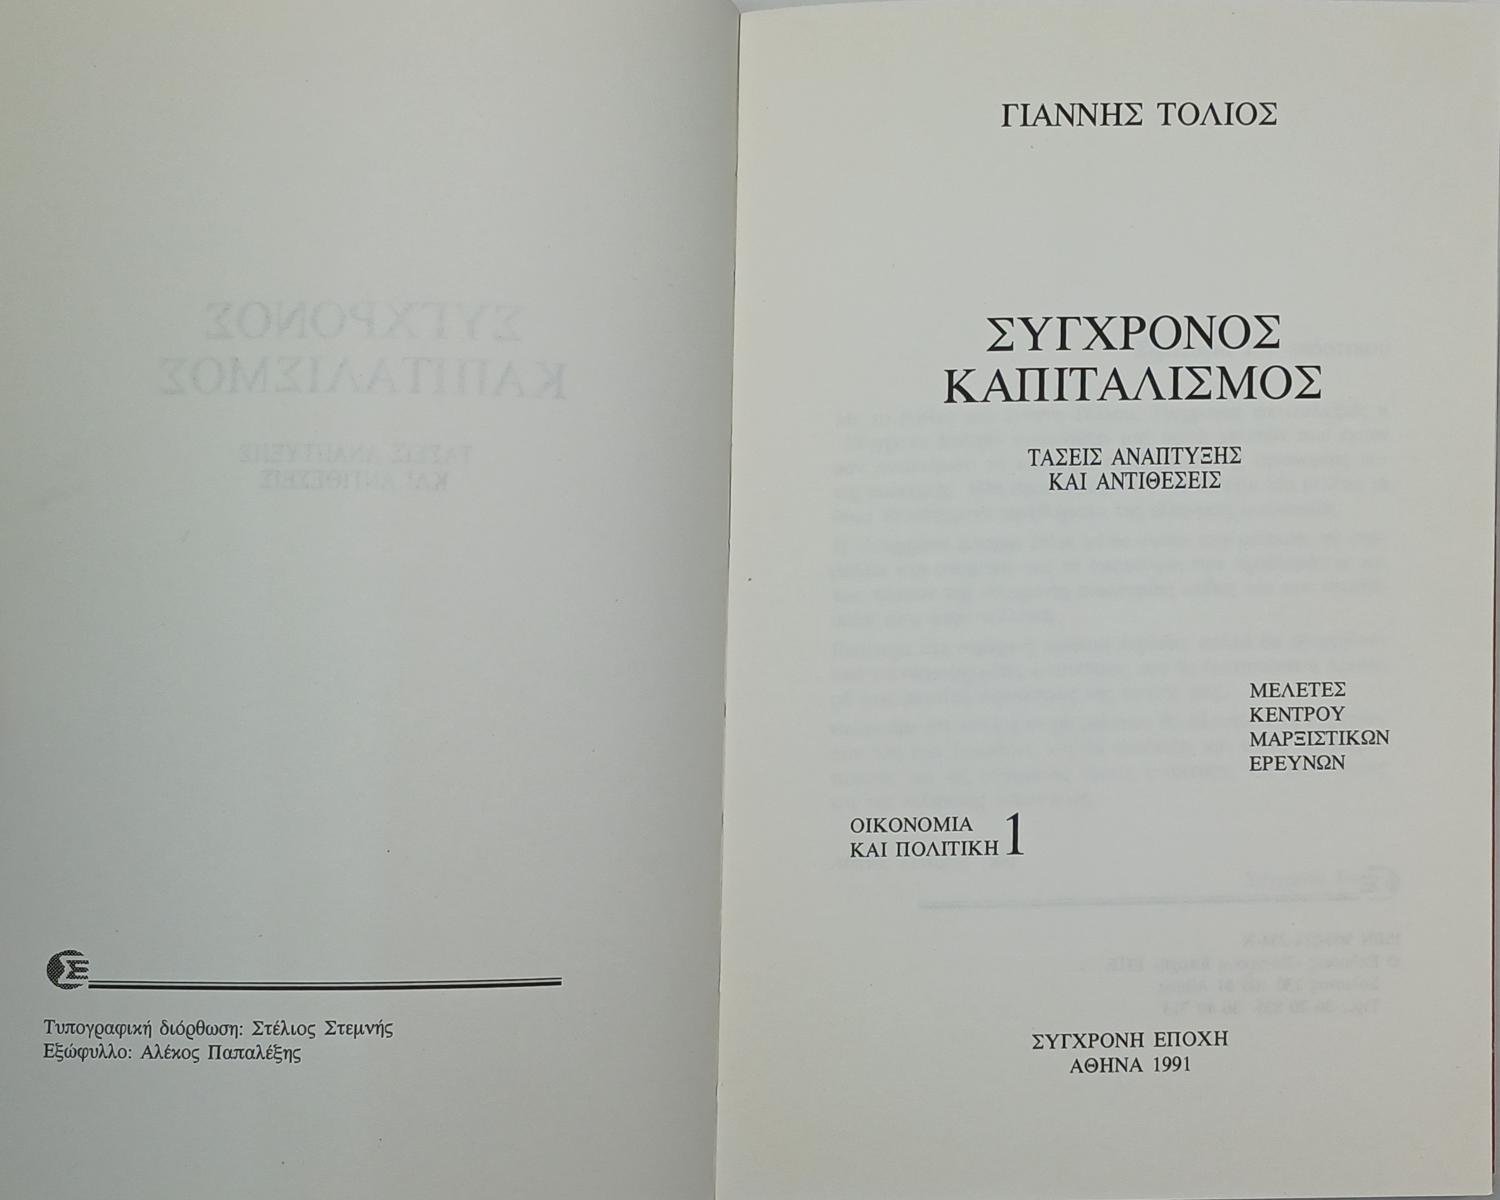 Τυπογραφική διόρθωση: Στέλιος Στεμνής
Εξώφυλλο: Αλέκος Παπαλέξης
ΓΙΑΝΝΗΣ ΤΟΛΙΟΣ
ΣΥΓΧΡΟΝΟΣ
ΚΑΠΙΤΑΛΙΣΜΟΣ
ΤΑΣΕΙΣ ΑΝΑΠΤΥΞΗΣ
ΚΑΙ ΑΝΤΙΘΕΣΕΙΣ
ΜΕΛΕΤΕΣ
ΚΕΝΤΡΟΥ
ΜΑΡΞΙΣΤΙΚΩΝ
ΕΡΕΥΝΩΝ
ΟΙΚΟΝΟΜΙΑ
ΚΑΙ ΠΟΛΙΤΙΚΗ 1
ΣΥΓΧΡΟΝΗ ΕΠΟΧΗ
ΑΘΗΝΑ 1991